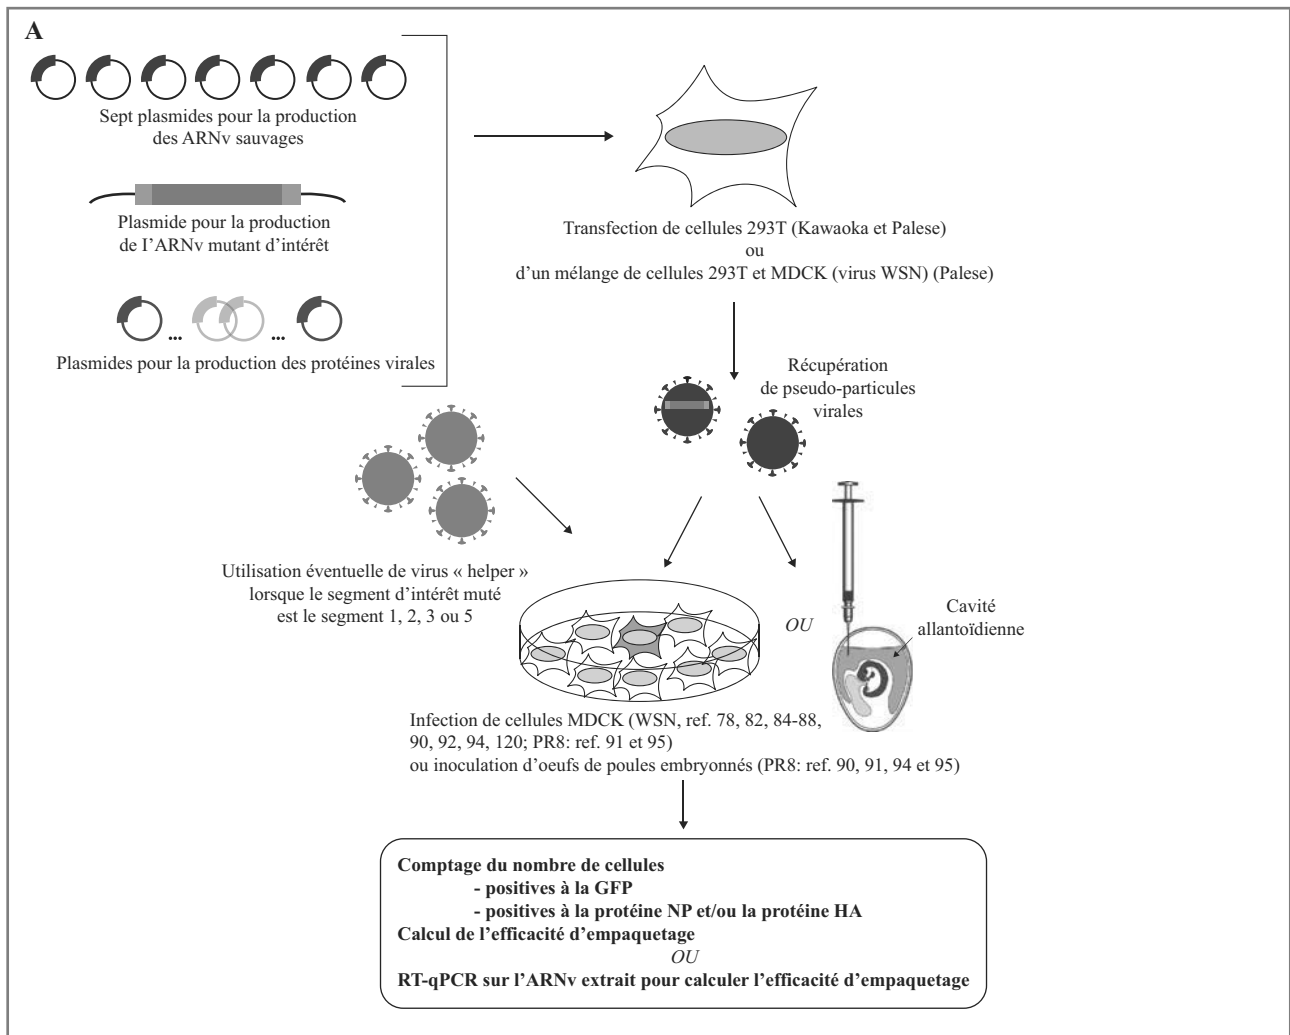 A
Sept plasmides pour la production
des ARNv sauvages
Plasmide pour la production
de I'ARNv mutant d'intérêt
...
...
Plasmides pour la production des protéines virales
Transfection de cellules 293T (Kawaoka et Palese)
ou
d'un mélange de cellules 293T et MDCK (virus WSN) (Palese)
Récupération
de pseudo-particules
virales
Utilisation éventuelle de virus « helper »
lorsque le segment d'intérêt muté
est le segment 1, 2, 3 ou 5
OU
Cavité
allantoïdienne
Infection de cellules MDCK (WSN, ref. 78, 82, 84-88,
90, 92, 94, 120; PR8: ref. 91 et 95)
ou inoculation d'oeufs de poules embryonnés (PR8: ref. 90, 91, 94 et 95)
Comptage du nombre de cellules
- positives à la GFP
- positives à la protéine NP et/ou la protéine HA
Calcul de l'efficacité d'empaquetage
OU
RT-qPCR sur l'ARNv extrait pour calculer l'efficacité d'empaquetage